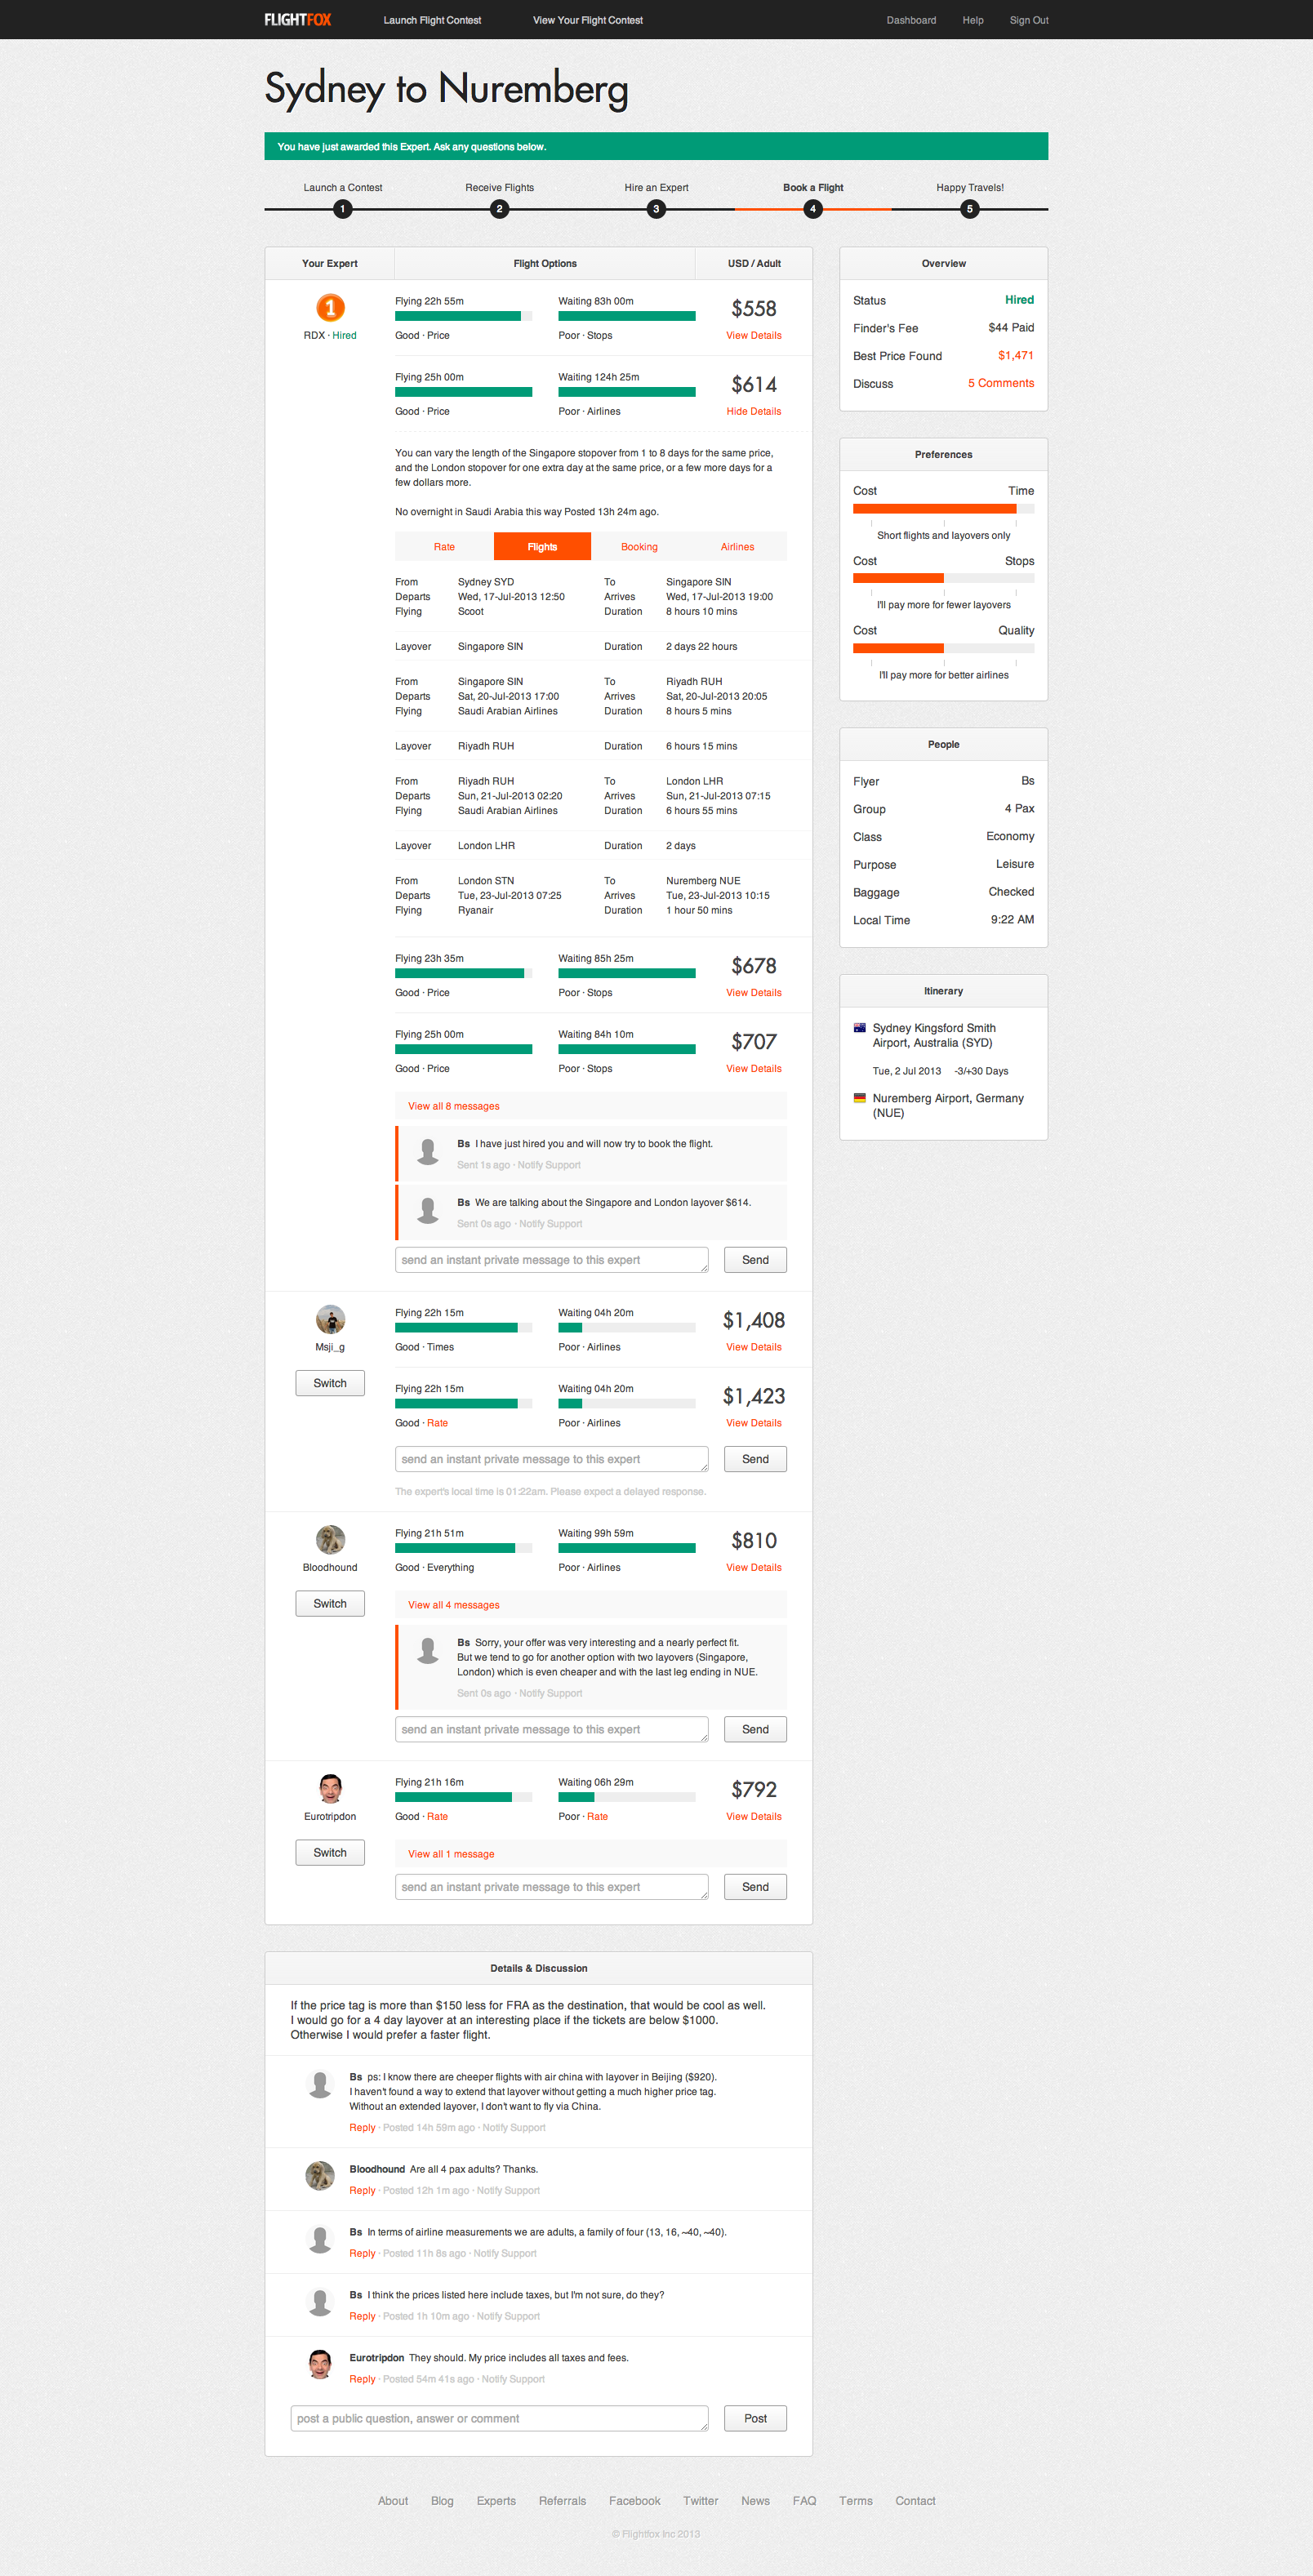 FLIGHTFOX Launch Flight Contest View Your Flight Contest Dashboard Help Sign Out
Sydney to Nuremberg
You have just awarded this Expert. Ask any questions below.
Launch a Contest Receive Flights Hire an Expert Book a Flight Happy Travels!
1 2 3 4 5
Your Expert Flight Options USD / Adult
1
RDX · Hired
Flying 22h 55m Waiting 83h 00m $558
Good · Price Poor · Stops View Details
Flying 25h 00m Waiting 124h 25m $614
Good · Price Poor · Airlines Hide Details
You can vary the length of the Singapore stopover from 1 to 8 days for the same price,
and the London stopover for one extra day at the same price, or a few more days for a
few dollars more.
No overnight in Saudi Arabia this way Posted 13h 24m ago.
Rate Flights Booking Airlines
From Sydney SYD To Singapore SIN
Departs Wed, 17-Jul-2013 12:50 Arrives Wed, 17-Jul-2013 19:00
Flying Scoot Duration 8 hours 10 mins
Layover Singapore SIN Duration 2 days 22 hours
From Singapore SIN To Riyadh RUH
Departs Sat, 20-Jul-2013 17:00 Arrives Sat, 20-Jul-2013 20:05
Flying Saudi Arabian Airlines Duration 8 hours 5 mins
Layover Riyadh RUH Duration 6 hours 15 mins
From Riyadh RUH To London LHR
Departs Sun, 21-Jul-2013 02:20 Arrives Sun, 21-Jul-2013 07:15
Flying Saudi Arabian Airlines Duration 6 hours 55 mins
Layover London LHR Duration 2 days
From London STN To Nuremberg NUE
Departs Tue, 23-Jul-2013 07:25 Arrives Tue, 23-Jul-2013 10:15
Flying Ryanair Duration 1 hour 50 mins
Flying 23h 35m Waiting 85h 25m $678
Good · Price Poor · Stops View Details
Flying 25h 00m Waiting 84h 10m $707
Good · Price Poor · Stops View Details
View all 8 messages
Bs I have just hired you and will now try to book the flight.
Sent 1s ago · Notify Support
Bs We are talking about the Singapore and London layover $614.
Sent 0s ago · Notify Support
send an instant private message to this expert Send
Msji_g
Switch
Flying 22h 15m Waiting 04h 20m $1,408
Good · Times Poor · Airlines View Details
Flying 22h 15m Waiting 04h 20m $1,423
Good · Rate Poor · Airlines View Details
send an instant private message to this expert Send
The expert's local time is 01:22am. Please expect a delayed response.
Bloodhound
Switch
Flying 21h 51m Waiting 99h 59m $810
Good · Everything Poor · Airlines View Details
View all 4 messages
Bs Sorry, your offer was very interesting and a nearly perfect fit.
But we tend to go for another option with two layovers (Singapore,
London) which is even cheaper and with the last leg ending in NUE.
Sent 0s ago · Notify Support
send an instant private message to this expert Send
Eurotripdon
Switch
Flying 21h 16m Waiting 06h 29m $792
Good · Rate Poor · Rate View Details
View all 1 message
send an instant private message to this expert Send
Overview
Status Hired
Finder's Fee $44 Paid
Best Price Found $1,471
Discuss 5 Comments
Preferences
Cost Time
Short flights and layovers only
Cost Stops
I'll pay more for fewer layovers
Cost Quality
I'll pay more for better airlines
People
Flyer Bs
Group 4 Pax
Class Economy
Purpose Leisure
Baggage Checked
Local Time 9:22 AM
Itinerary
Sydney Kingsford Smith
Airport, Australia (SYD)
Tue, 2 Jul 2013 -3/+30 Days
Nuremberg Airport, Germany
(NUE)
Details & Discussion
If the price tag is more than $150 less for FRA as the destination, that would be cool as well.
I would go for a 4 day layover at an interesting place if the tickets are below $1000.
Otherwise I would prefer a faster flight.
Bs ps: I know there are cheeper flights with air china with layover in Beijing ($920).
I haven't found a way to extend that layover without getting a much higher price tag.
Without an extended layover, I don't want to fly via China.
Reply · Posted 14h 59m ago · Notify Support
Bloodhound Are all 4 pax adults? Thanks.
Reply · Posted 12h 1m ago · Notify Support
Bs In terms of airline measurements we are adults, a family of four (13, 16, ~40, ~40).
Reply · Posted 11h 8s ago · Notify Support
Bs I think the prices listed here include taxes, but I'm not sure, do they?
Reply · Posted 1h 10m ago · Notify Support
Eurotripdon They should. My price includes all taxes and fees.
Reply · Posted 54m 41s ago · Notify Support
post a public question, answer or comment Post
About Blog Experts Referrals Facebook Twitter News FAQ Terms Contact
© Flightfox Inc 2013